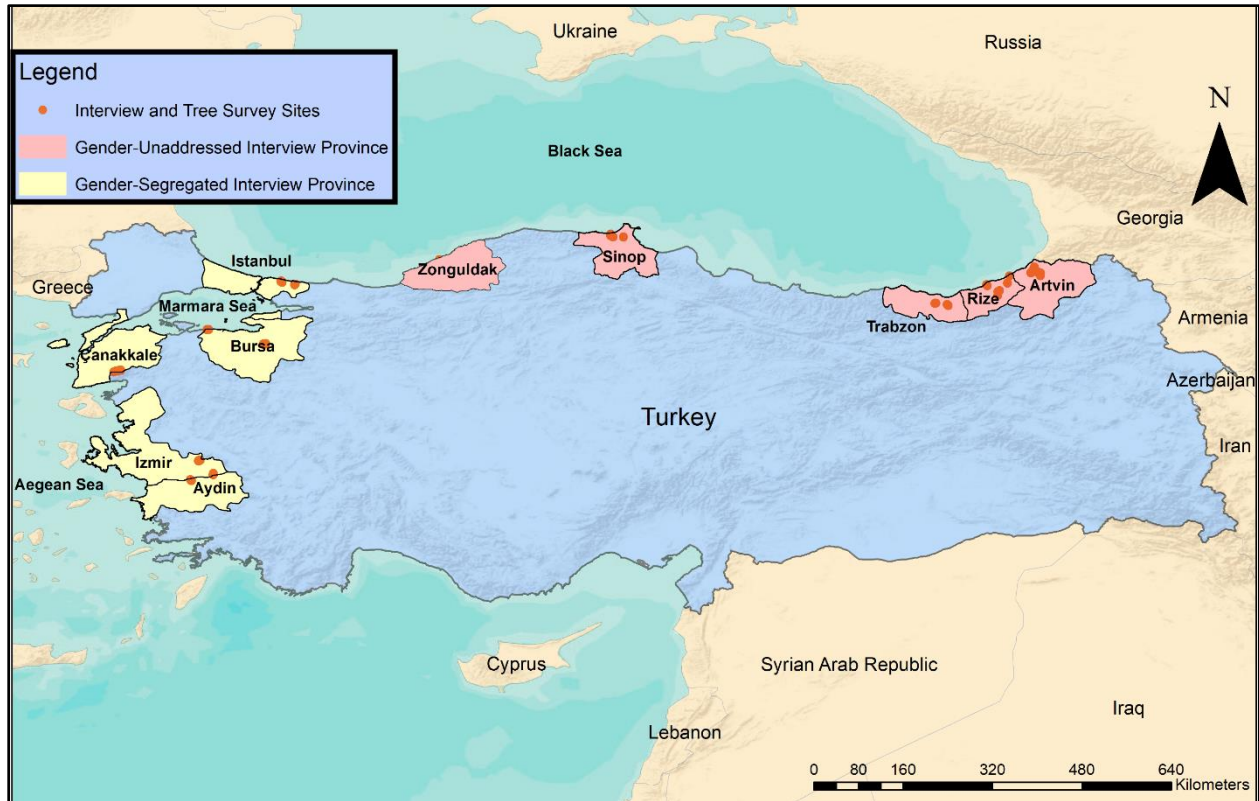 Ukraine
Russia
Legend
Interview and Tree Survey Sites
Gender-Unaddressed Interview Province
Gender-Segregated Interview Province
N
Black Sea
Georgia
Istanbul
Zonguldak
Sinop
Greece
Marmara Sea
Rize
Artvin
Trabzon
Armenia
Çanakkale
Bursa
Azerbaijan
Turkey
Iran
Izmir
Aydin
Aegean Sea
Cyprus
Syrian Arab Republic
Iraq
Lebanon
0 80 160 320 480 640
Kilometers